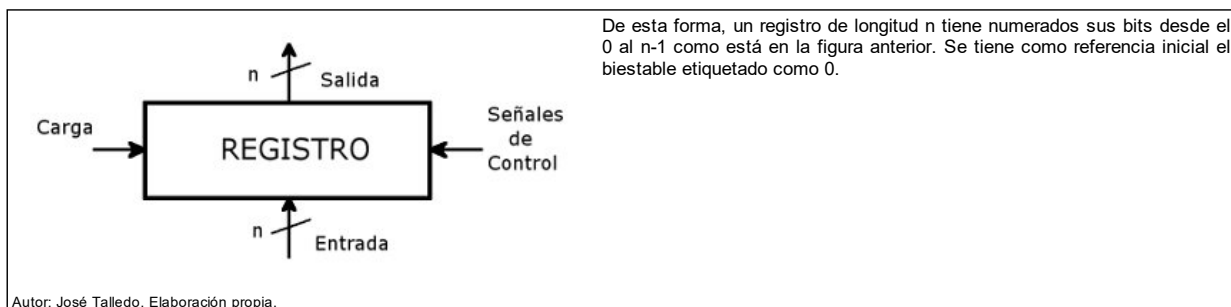 De esta forma, un registro de longitud n tiene numerados sus bits desde el
0 al n-1 como está en la figura anterior. Se tiene como referencia inicial el
biestable etiquetado como 0.
n
Salida
Carga
REGISTRO
Señales
de
Control
n
Entrada
Autor: José Talledo. Elaboración propia.